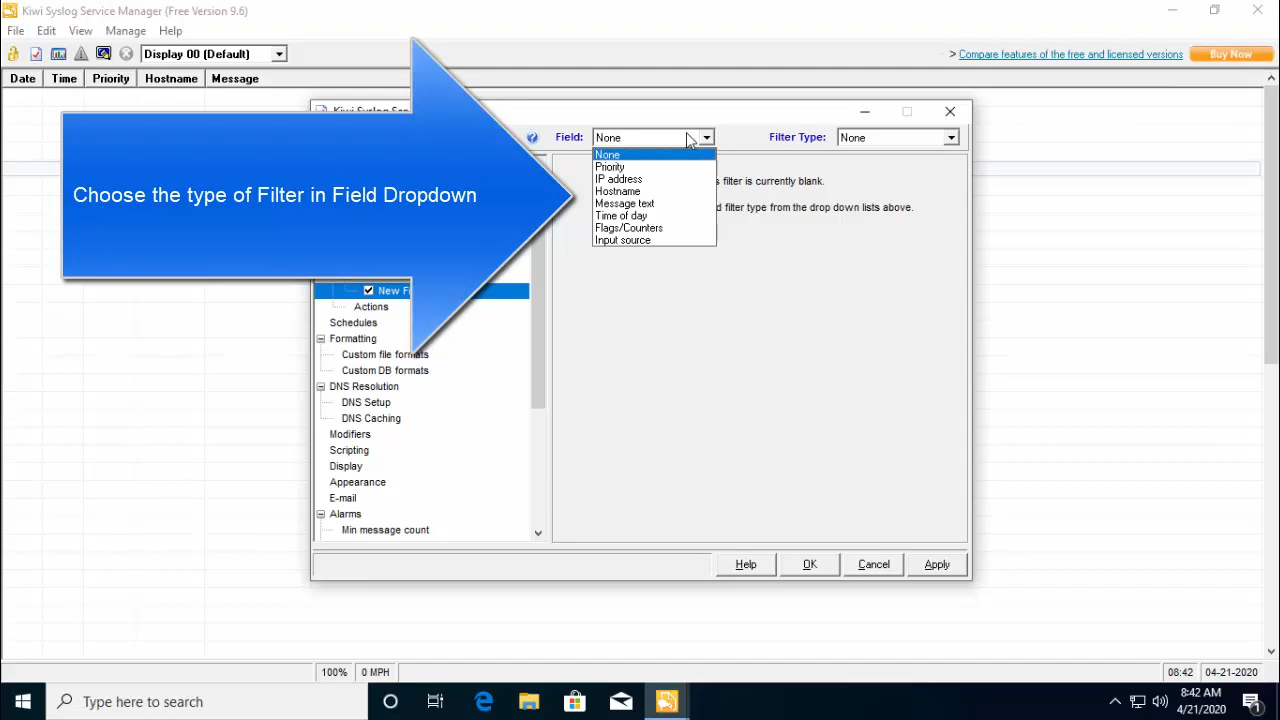 Kiwi Syslog Service Manager (Free Version 9.6)
File Edit View Manage Help
Display 00 (Default)
> Compare features of the free and licensed versions Buy Now
Date Time Priority Hostname Message
Kiwi Syslog Ser
Field: None Filter Type: None
None
Priority
IP address
Hostname
Message text
Time of day
Flags/Counters
Input source
s filter is currently blank.
d filter type from the drop down lists above.
Choose the type of Filter in Field Dropdown
New Fi
Actions
Schedules
Formatting
Custom file formats
Custom DB formats
DNS Resolution
DNS Setup
DNS Caching
Modifiers
Scripting
Display
Appearance
E-mail
Alarms
Min message count
Help OK Cancel Apply
100% 0 MPH 08:42 04-21-2020
Type here to search
8:42 AM
4/21/2020
1